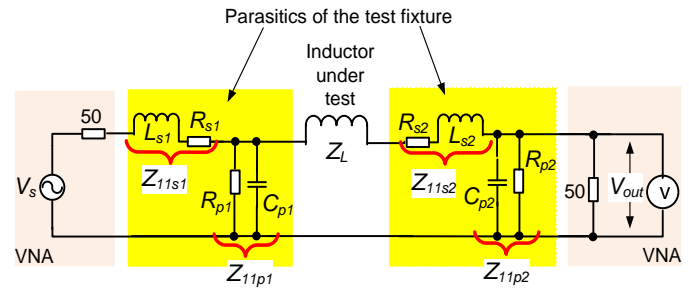 Parasitics of the test fixture
Inductor
under
test
50
Ls1
Rs1
Z11s1
ZL
Rs2
Ls2
Z11s2
Vs
Rp1
Cp1
Cp2
Rp2
50
Vout
V
VNA
Z11p1
Z11p2
VNA